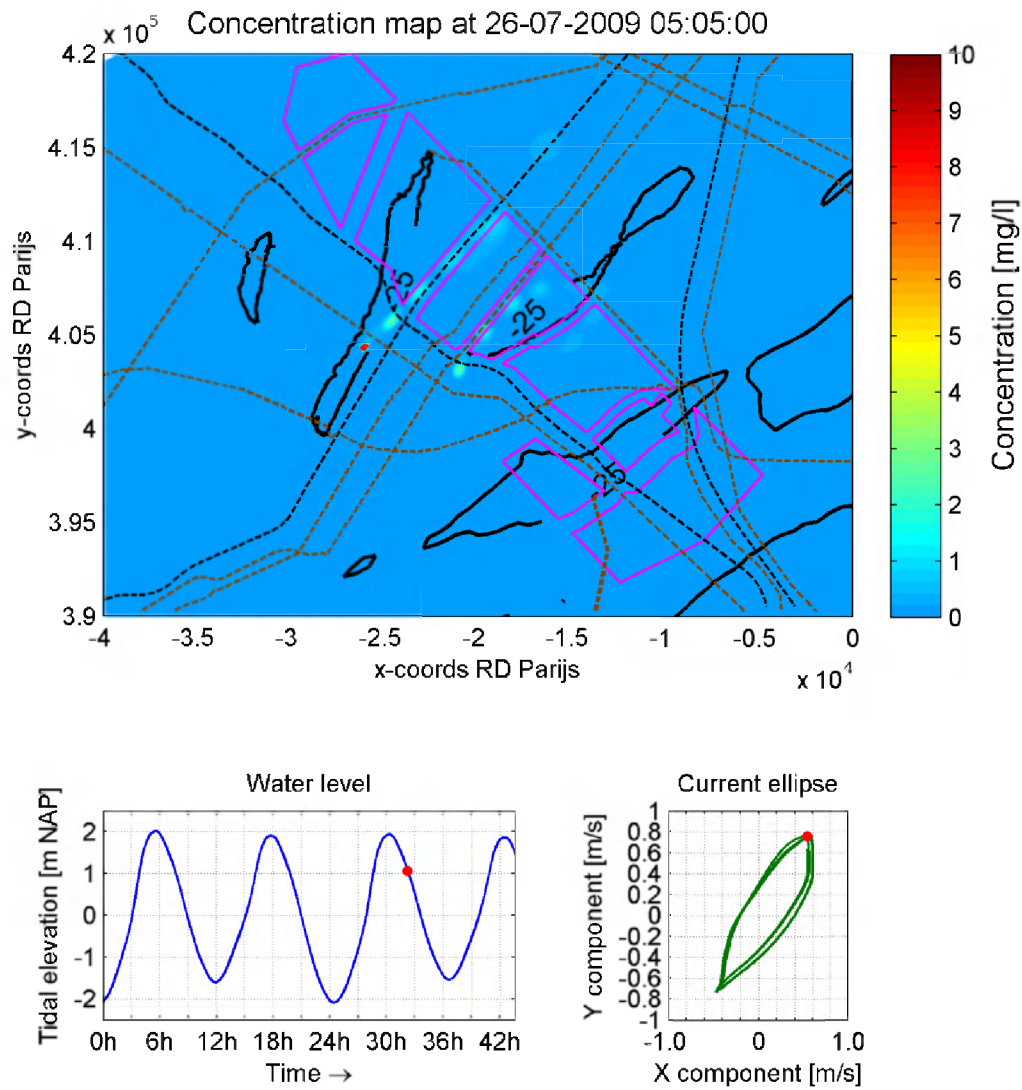 Concentration map at 26-07-2009 05:05:00
x 10^5
4.2
4.15
4.1
4.05
4
3.95
3.9
y-coords RD Parijs
-4
-3.5
-3
-2.5
-2
-1.5
-1
-0.5
0
x-coords RD Parijs
x 10^4
-25
-25
-25
10
9
8
7
6
5
4
3
2
1
0
Concentration [mg/l]
Water level
Tidal elevation [m NAP]
2
1
0
-1
-2
0h
6h
12h
18h
24h
30h
36h
42h
Time →
Current ellipse
Y component [m/s]
1
0.8
0.6
0.4
0.2
0
-0.2
-0.4
-0.6
-0.8
-1
-1.0
0
1.0
X component [m/s]